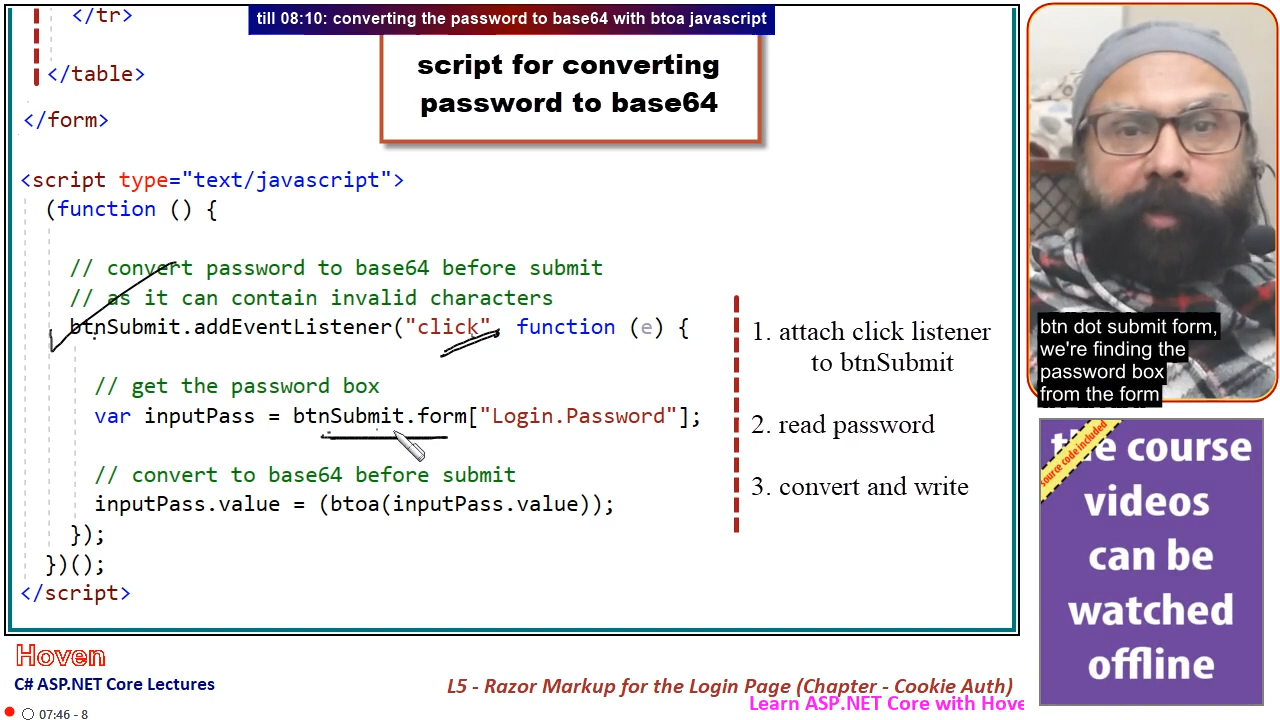 till 08:10: converting the password to base64 with btoa javascript
</tr>
script for converting
password to base64
</table>
</form>
<script type="text/javascript">
(function () {
// convert password to base64 before submit
// as it can contain invalid characters
btnSubmit.addEventListener("click", function (e) {
// get the password box
var inputPass = btnSubmit.form["Login.Password"];
// convert to base64 before submit
inputPass.value = (btoa(inputPass.value));
});
})();
</script>
1. attach click listener
to btnSubmit
2. read password
3. convert and write
btn dot submit form,
we're finding the
password box
from the form
source code included
the course
videos
can be
watched
offline
Hoven
C# ASP.NET Core Lectures
L5 - Razor Markup for the Login Page (Chapter - Cookie Auth)
Learn ASP.NET Core with Hove
07:46 - 8